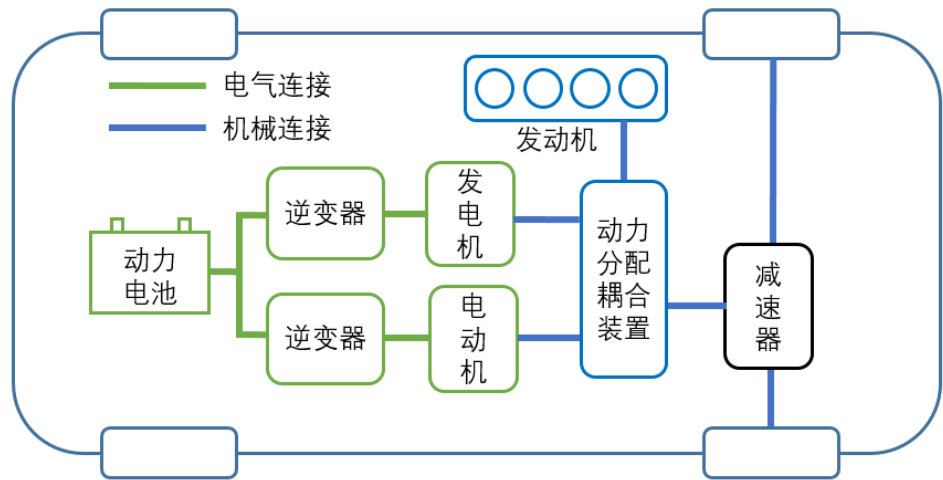 电气连接
机械连接
发动机
逆变器
发
电
机
动力
电池
逆变器
电
动
机
动力
分配
耦合
装置
减
速
器